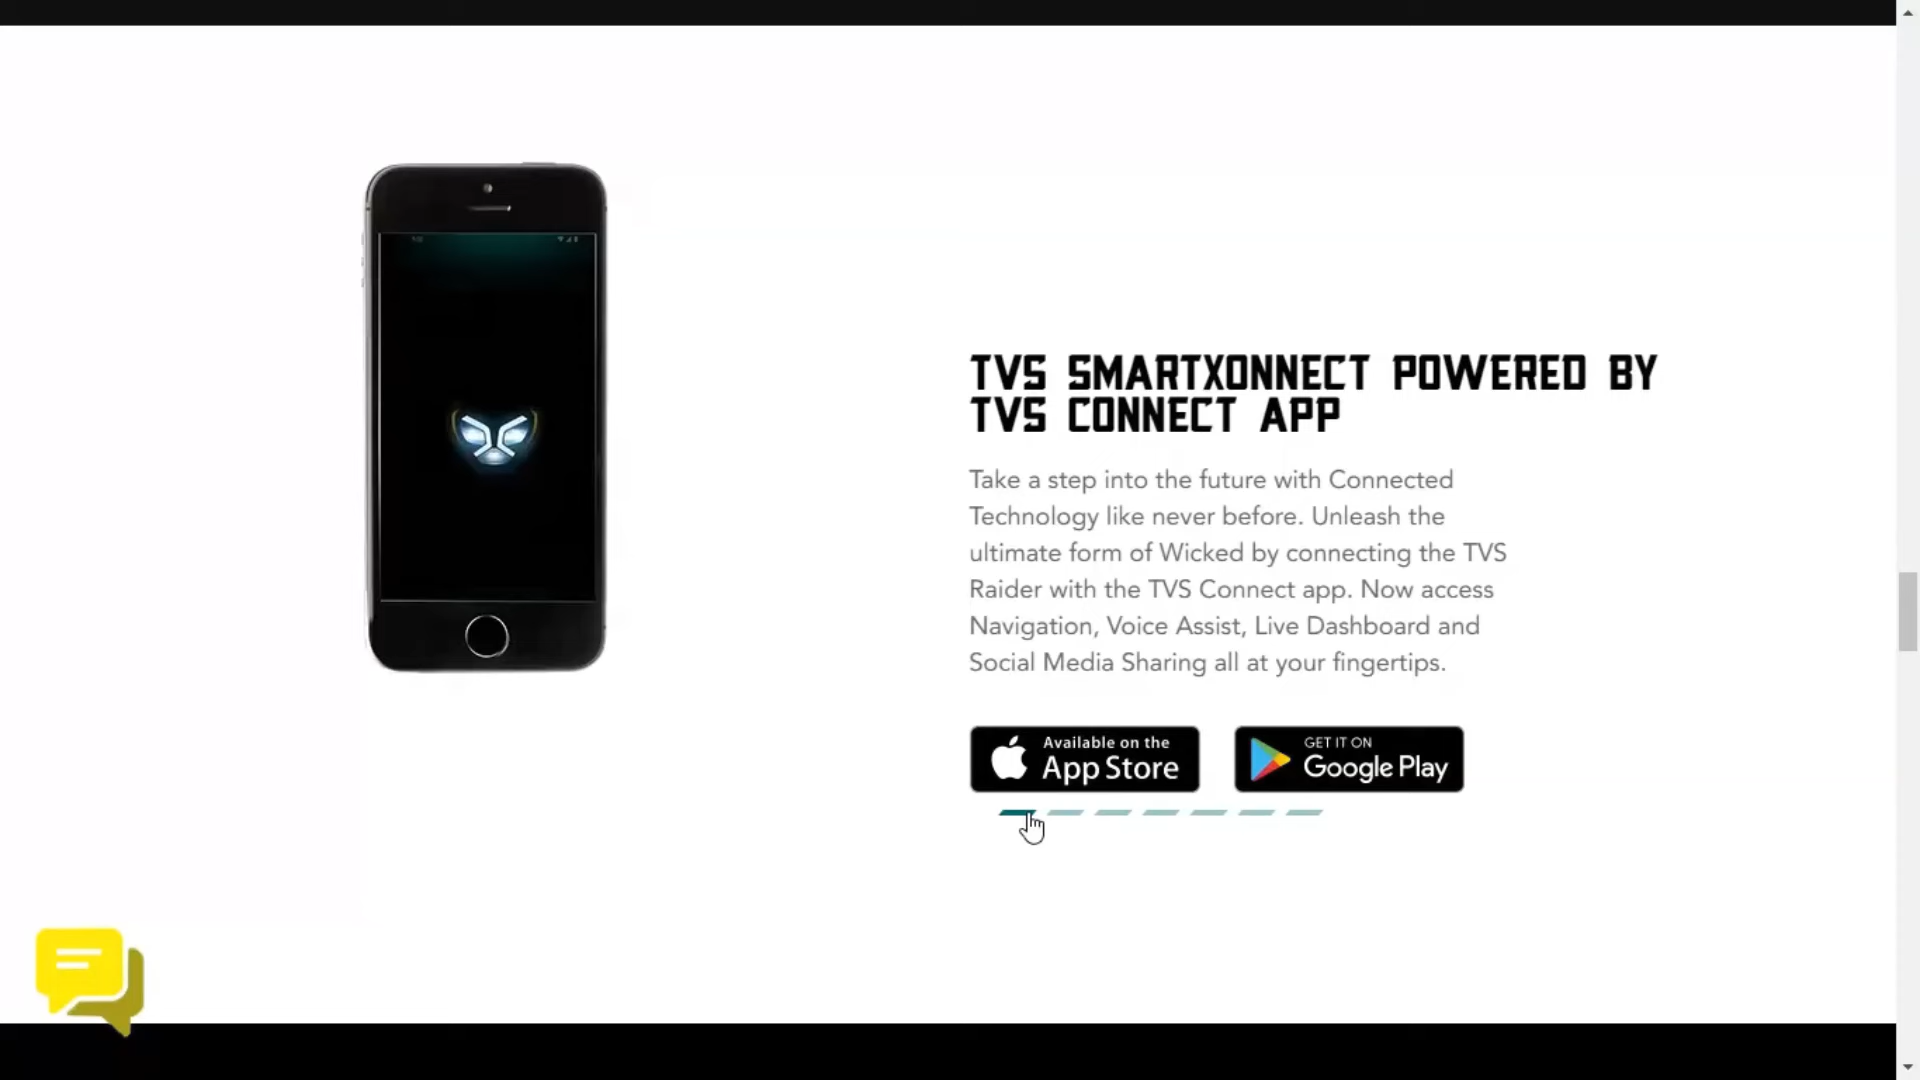 TVS SMARTXONNECT POWERED BY
TVS CONNECT APP
Take a step into the future with Connected
Technology like never before. Unleash the
ultimate form of Wicked by connecting the TVS
Raider with the TVS Connect app. Now access
Navigation, Voice Assist, Live Dashboard and
Social Media Sharing all at your fingertips.
Available on the
App Store
GET IT ON
Google Play